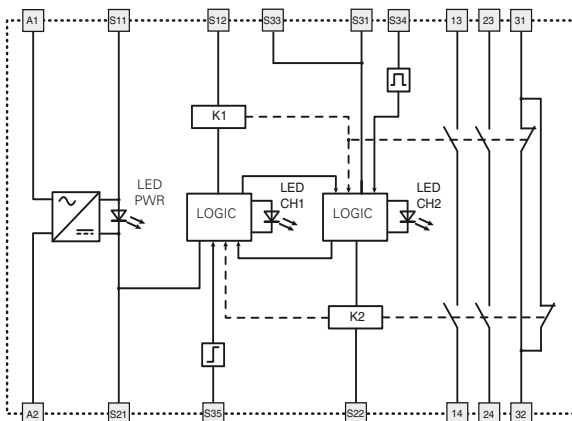 A1 S11 S12 S33 S31 S34 13 23 31
K1
LED
PWR
LOGIC
LED
CH1
LOGIC
LED
CH2
K2
A2 S21 S35 S22 14 24 32